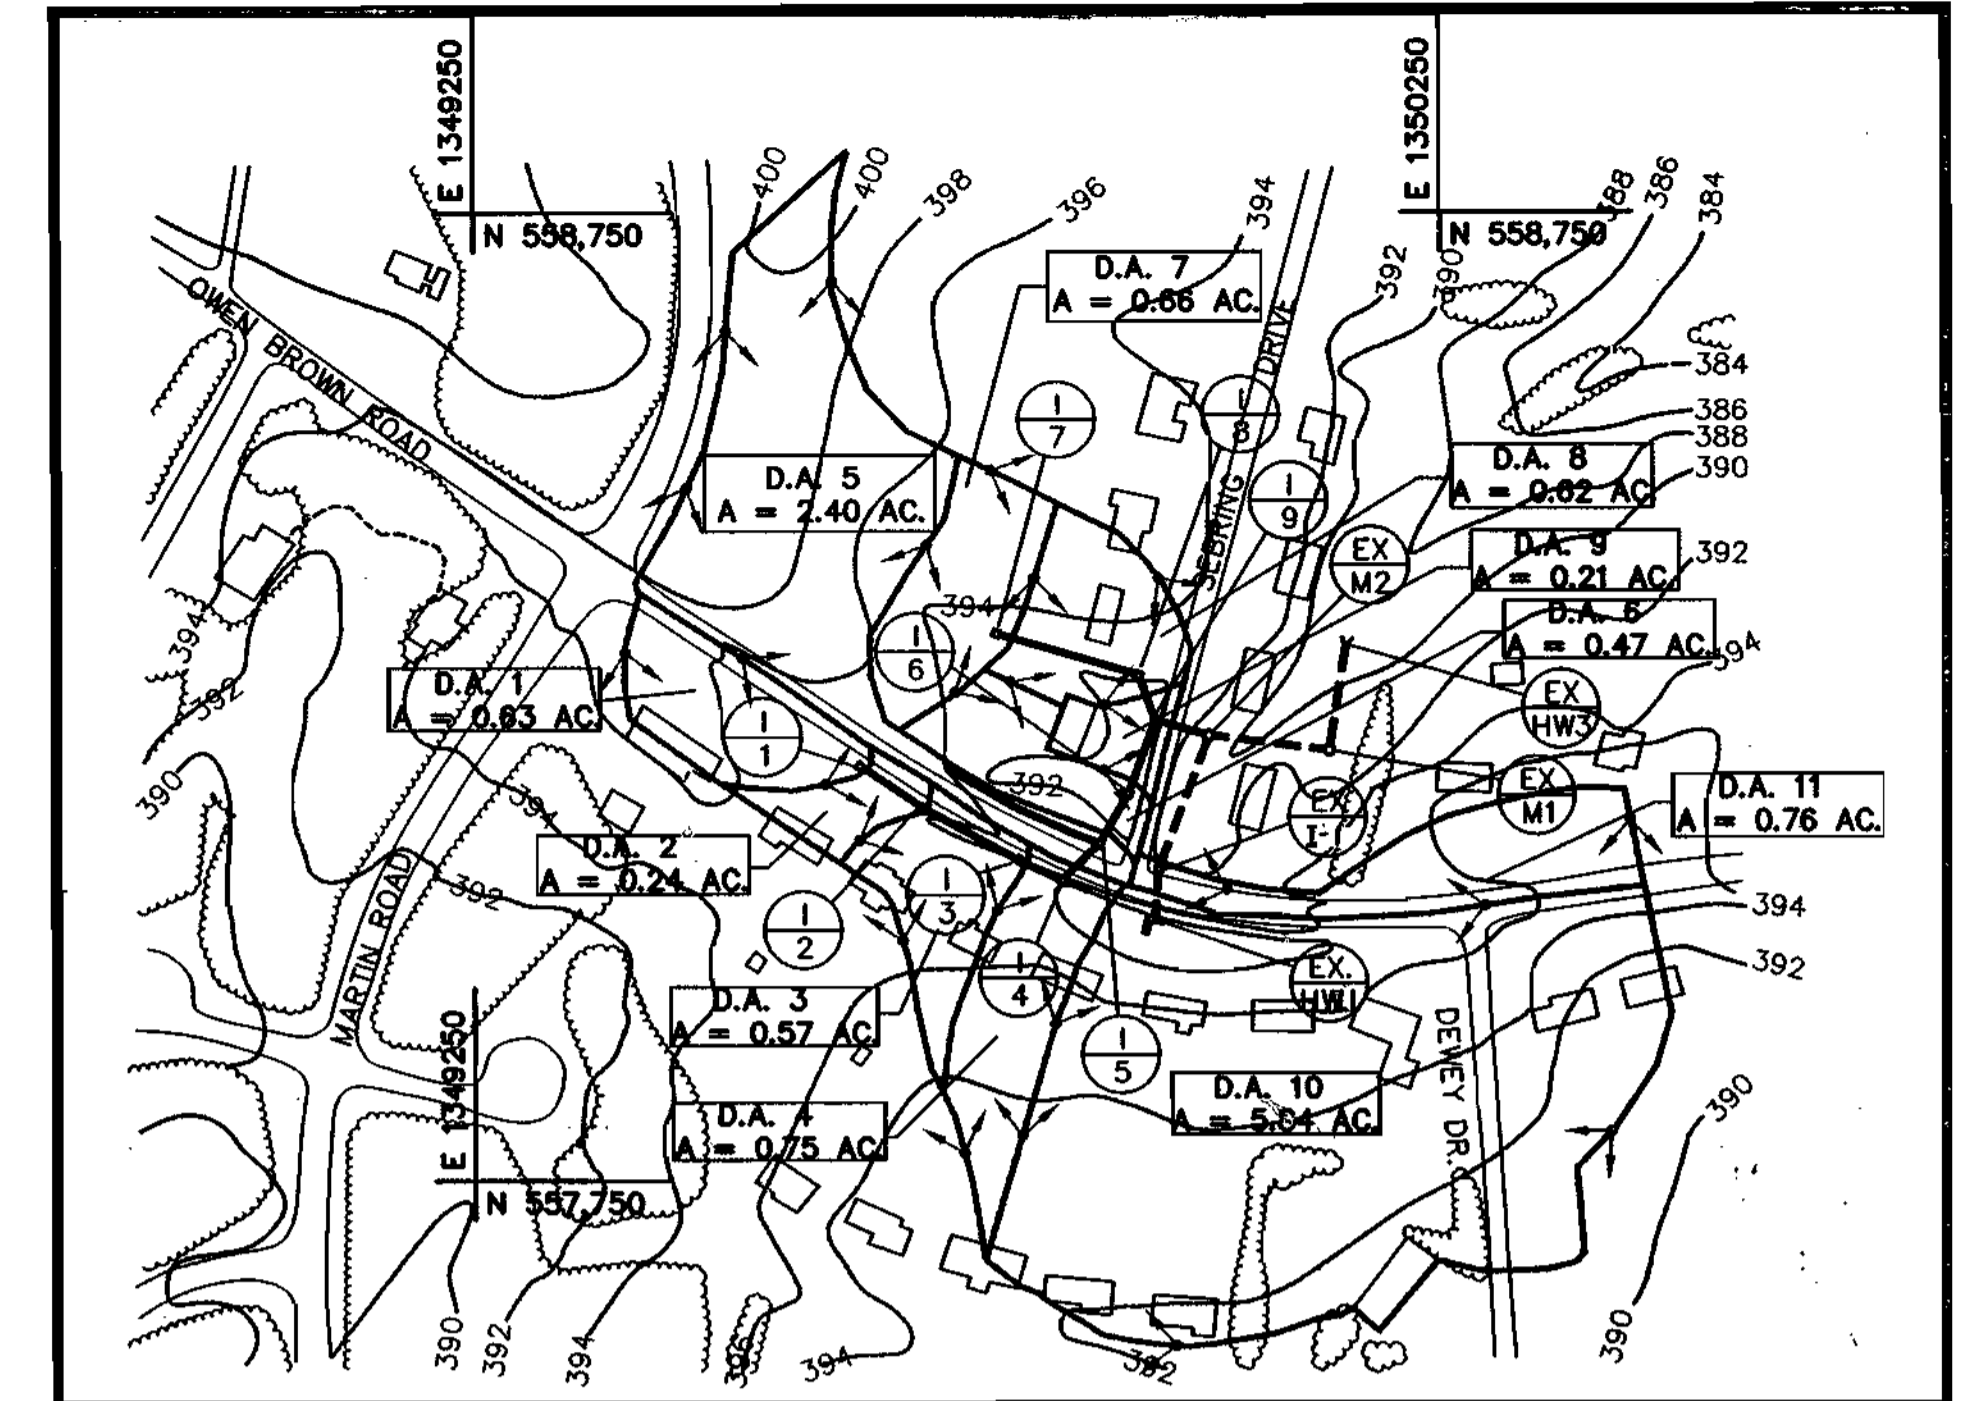 E 1349250
N 558,750
E 1350250
N 558,750
400
400
398
396
394
392
390
388
386
384
OWEN BROWN ROAD
D.A. 7
A = 0.66 AC.
SEBRING DRIVE
384
386
388
390
I
7
I
8
I
9
D.A. 5
A = 2.40 AC.
D.A. 8
A = 0.62 AC
EX
M2
D.A. 9
A = 0.21 AC.
392
394
394
I
6
D.A. 6
A = 0.47 AC.
394
D.A. 1
A = 0.63 AC.
392
I
1
EX
HW3
390
394
392
EX
I-1
EX
M1
D.A. 11
A = 0.76 AC.
D.A. 2
A = 0.24 AC.
392
I
3
I
2
394
392
MARTIN ROAD
I
4
EX.
HW1
D.A. 3
A = 0.57 AC
I
5
DEWEY DR.
D.A. 10
A = 5.04 AC.
D.A. 4
A = 0.75 AC.
390
E 1349250
N 557,750
390
392
394
396
394
392
390